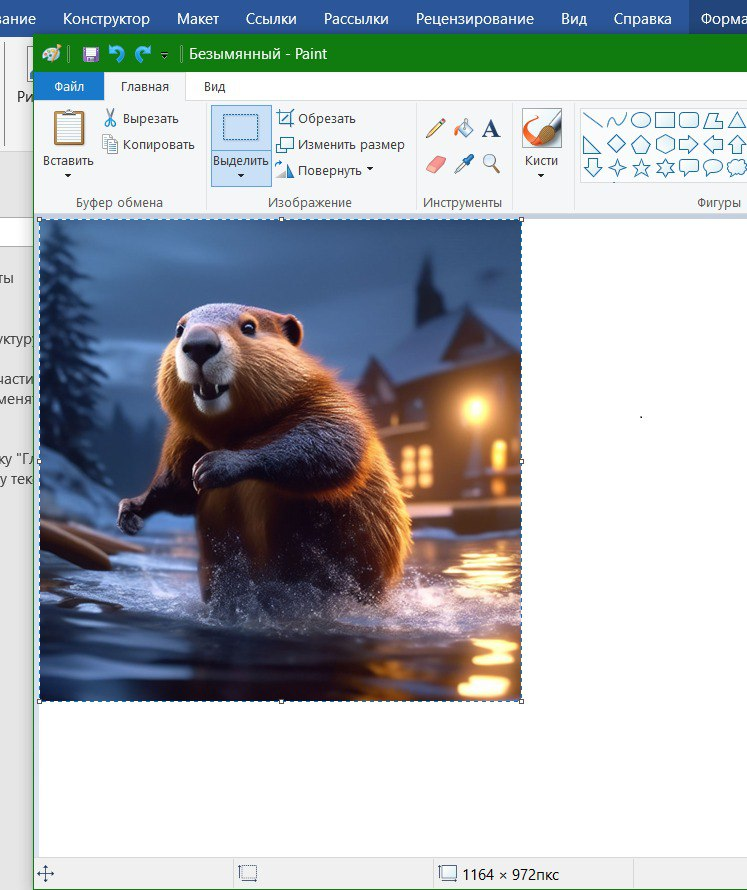 вание Конструктор Макет Ссылки Рассылки Рецензирование Вид Справка Форма
Безымянный - Paint
Файл Главная Вид
Ри
Вставить
Вырезать
Копировать
Буфер обмена
Выделить
Обрезать
Изменить размер
Повернуть
Изображение
A
Инструменты
Кисти
Фигуры
ты
уктур
части
меня
ку "Гл
у тек
1164 × 972пкс